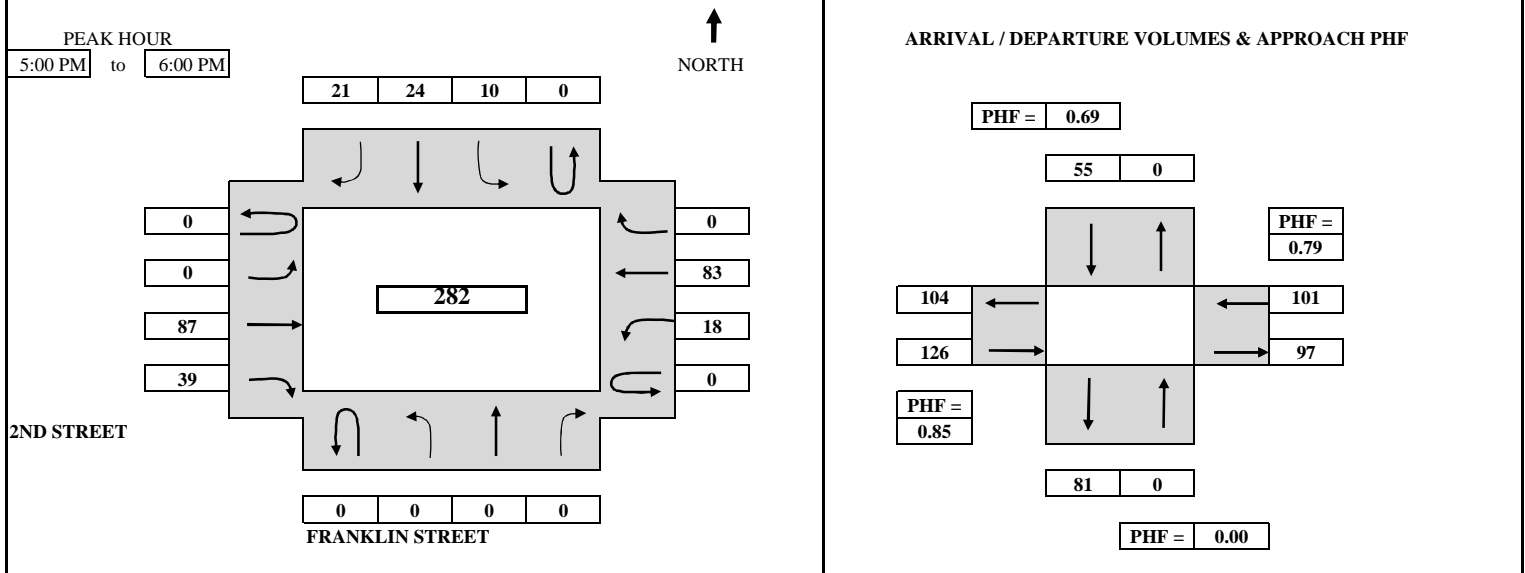 PEAK HOUR
5:00 PM to 6:00 PM
NORTH
21 24 10 0
0 0
0 83
282
87 18
39 0
2ND STREET
0 0 0 0
FRANKLIN STREET
ARRIVAL / DEPARTURE VOLUMES & APPROACH PHF
PHF = 0.69
55 0
PHF =
0.79
104 101
126 97
PHF =
0.85
81 0
PHF = 0.00